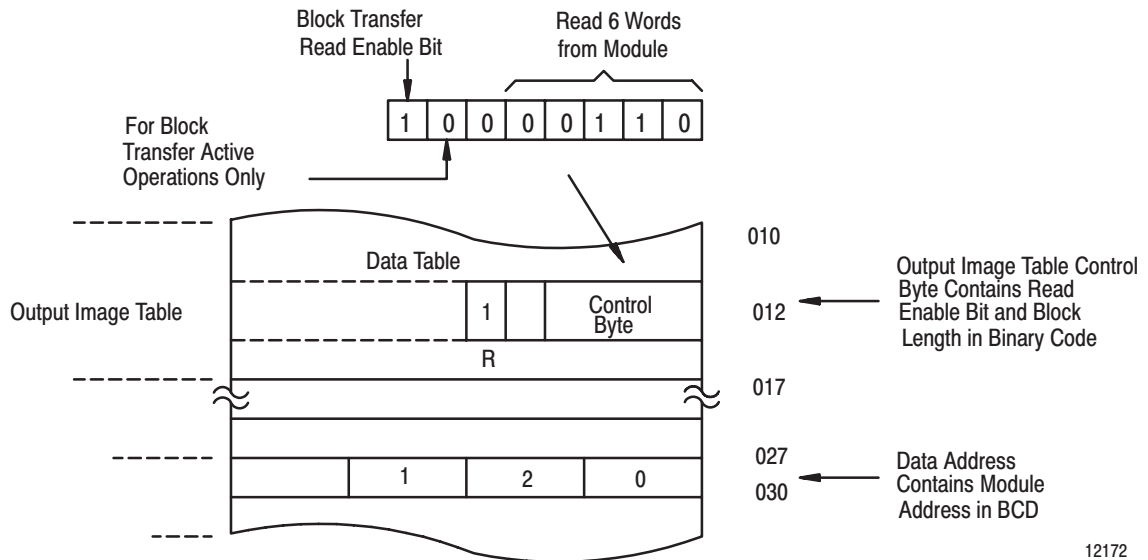 Block Transfer
Read Enable Bit
Read 6 Words
from Module
1 0 0 0 0 1 1 0
For Block
Transfer Active
Operations Only
010
Data Table
Output Image Table
1
Control
Byte
012
Output Image Table Control
Byte Contains Read
Enable Bit and Block
Length in Binary Code
R
017
027
1 2 0
030
Data Address
Contains Module
Address in BCD
12172